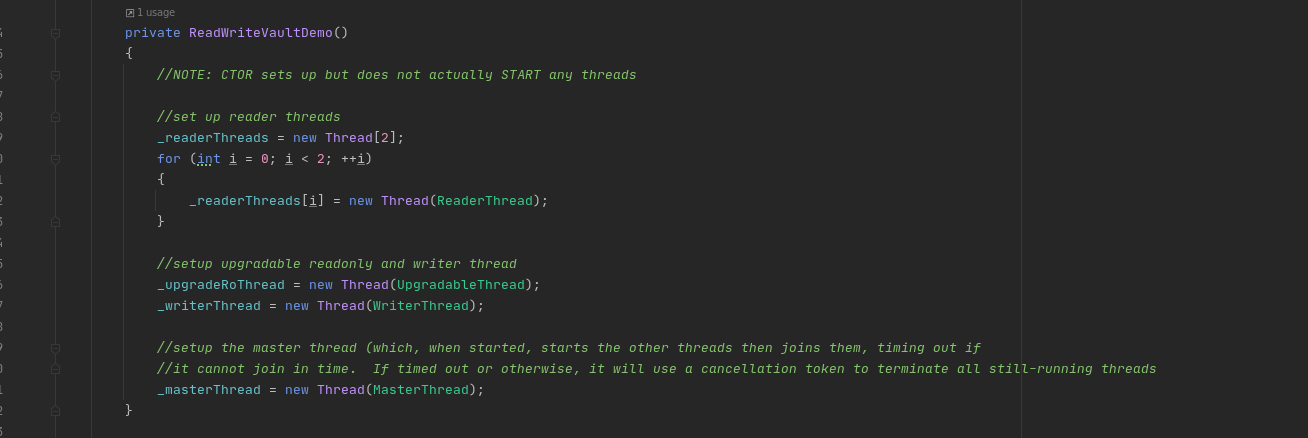 1 usage
private ReadWriteVaultDemo()
{
//NOTE: CTOR sets up but does not actually START any threads
//set up reader threads
_readerThreads = new Thread[2];
for (int i = 0; i < 2; ++i)
{
_readerThreads[i] = new Thread(ReaderThread);
}
//setup upgradable readonly and writer thread
_upgradeRoThread = new Thread(UpgradableThread);
_writerThread = new Thread(WriterThread);
//setup the master thread (which, when started, starts the other threads then joins them, timing out if
//it cannot join in time.  If timed out or otherwise, it will use a cancellation token to terminate all still-running threads
_masterThread = new Thread(MasterThread);
}